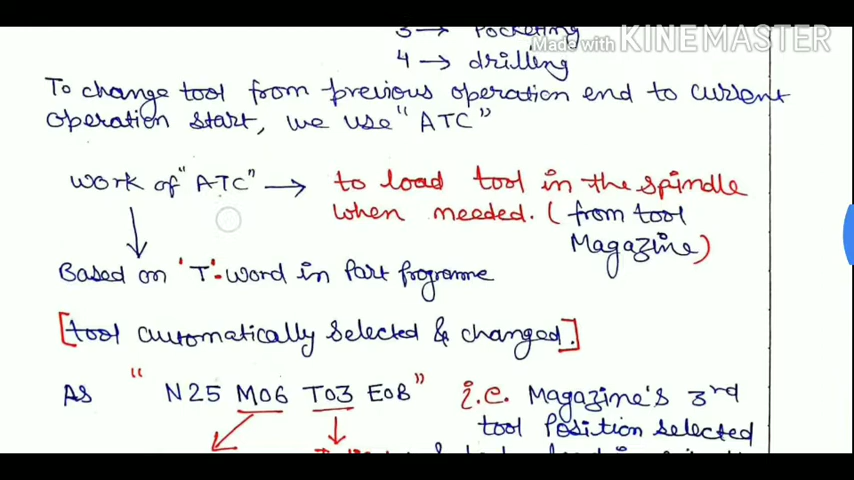 3 → Pocketing
Made with KINEMASTER
4 → drilling
To change tool from previous operation end to current
operation start, we use "ATC"
work of "ATC" → to load tool in the spindle
when needed. (from tool
Magazine)
Based on 'T'-word in Part programme
[tool automatically selected & changed.]
As " N25 M06 T03 EOB" i.e. Magazine's 3rd
tool Position selected